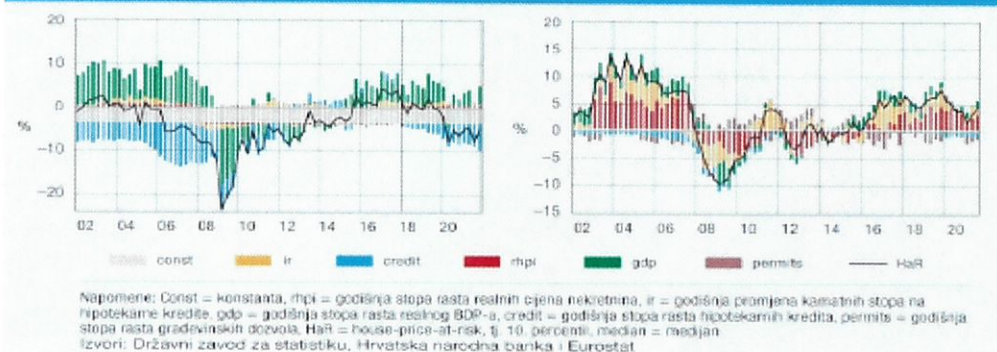 20
10
0
%
−10
−20
02 04 06 08 10 12 14 16 18 20
20
15
10
5
0
%
−5
−10
−15
02 04 06 08 10 12 14 16 18 20
const ir credit rhpi gdp permits HaR
Napomene: Const = konstanta, rhpi = godišnja stopa rasta realnih cijena nekretnina, ir = godišnja promjena kamatnih stopa na
hipotekarne kredite, gdp = godišnja stopa rasta realnog BDP-a, credit = godišnja stopa rasta hipotekarnih kredita, permits = godišnja
stopa rasta građevinskih dozvola, HaR = house-price-at-risk, tj. 10. percentil, median = medijan
Izvori: Državni zavod za statistiku, Hrvatska narodna banka i Eurostat